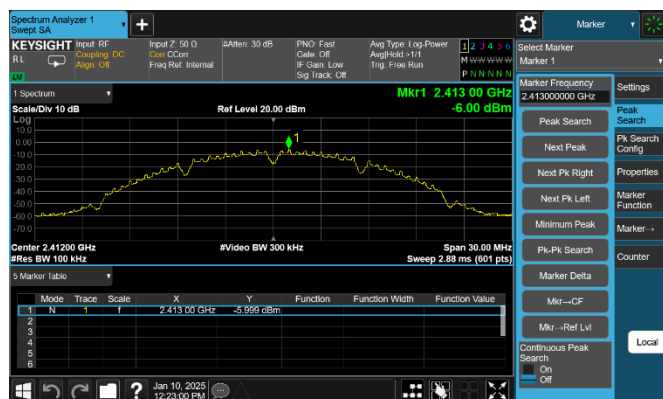 Spectrum Analyzer 1
Swept SA
+
Marker
KEYSIGHT Input: RF Input Z: 50 Ω #Atten: 30 dB PNO: Fast Avg Type: Log-Power 1 2 3 4 5 6
R L Coupling: DC Corr CCorr Gate: Off Avg|Hold:>1/1 M W W W W W
Align: Off Freq Ref: Internal IF Gain: Low Trig: Free Run
Sig Track: Off P N N N N N
LXI
Select Marker
Marker 1
1 Spectrum
Mkr1 2.413 00 GHz
Scale/Div 10 dB Ref Level 20.00 dBm -6.00 dBm
Log
10.0
0.00
-10.0
-20.0
-30.0
-40.0
-50.0
-60.0
-70.0
1
Center 2.41200 GHz #Video BW 300 kHz Span 30.00 MHz
#Res BW 100 kHz Sweep 2.88 ms (601 pts)
5 Marker Table
Mode Trace Scale X Y Function Function Width Function Value
1 N 1 f 2.413 00 GHz -5.999 dBm
2
3
4
5
6
Marker Frequency
2.413000000 GHz
Peak Search
Next Peak
Next Pk Right
Next Pk Left
Minimum Peak
Pk-Pk Search
Marker Delta
Mkr→CF
Mkr→Ref Lvl
Continuous Peak
Search
On
Off
Settings
Peak
Search
Pk Search
Config
Properties
Marker
Function
Marker→
Counter
Local
?
Jan 10, 2025
12:23:00 PM